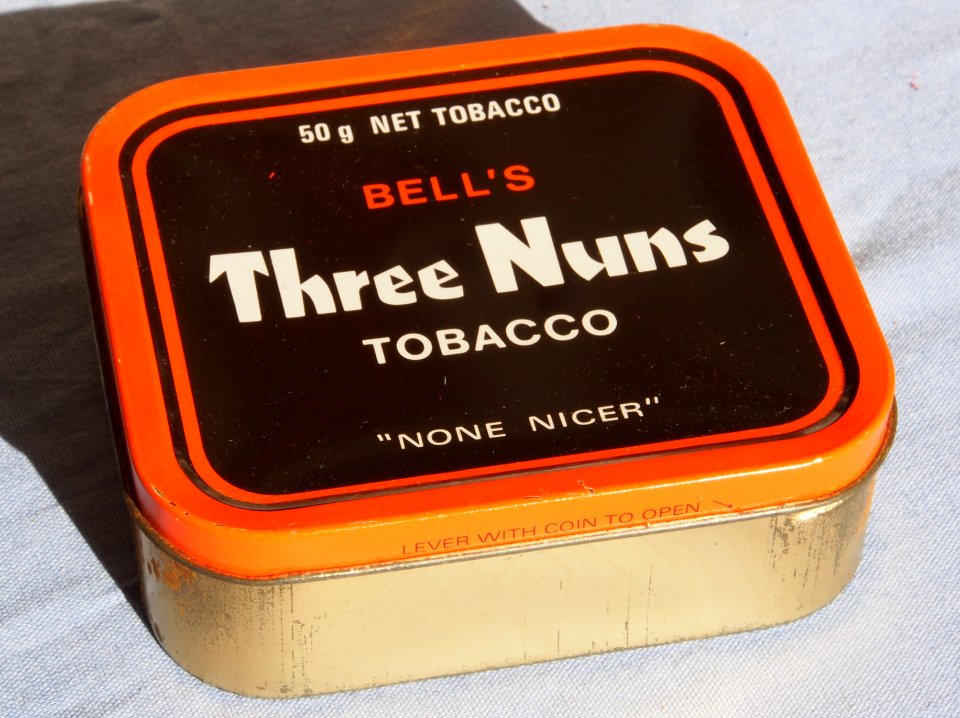 50 g NET TOBACCO
BELL'S
Three Nuns
TOBACCO
"NONE NICER"
LEVER WITH COIN TO OPEN →